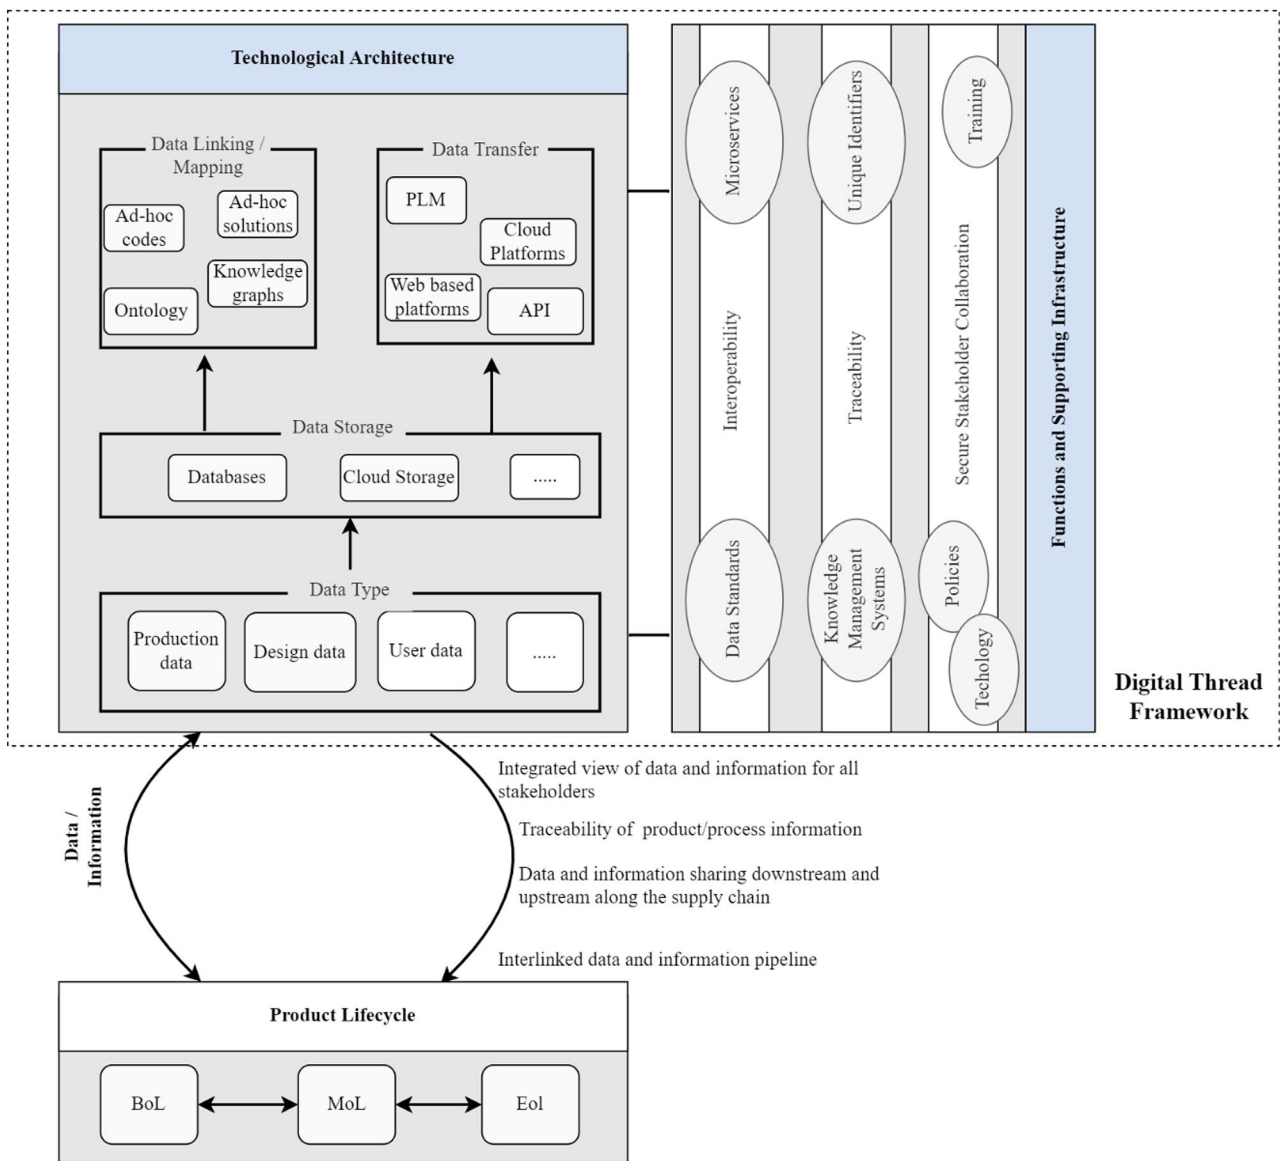 Technological Architecture
Data Linking /
Mapping
Ad-hoc
codes
Ad-hoc
solutions
Knowledge
graphs
Ontology
Data Transfer
PLM
Cloud
Platforms
Web based
platforms
API
Data Storage
Databases
Cloud Storage
.....
Data Type
Production
data
Design data
User data
.....
Microservices
Interoperability
Data Standards
Unique Identifiers
Traceability
Knowledge
Management
Systems
Training
Secure Stakeholder Collaboration
Policies
Techology
Functions and Supporting Infrastructure
Digital Thread
Framework
Data /
Information
Integrated view of data and information for all
stakeholders
Traceability of product/process information
Data and information sharing downstream and
upstream along the supply chain
Interlinked data and information pipeline
Product Lifecycle
BoL
MoL
Eol